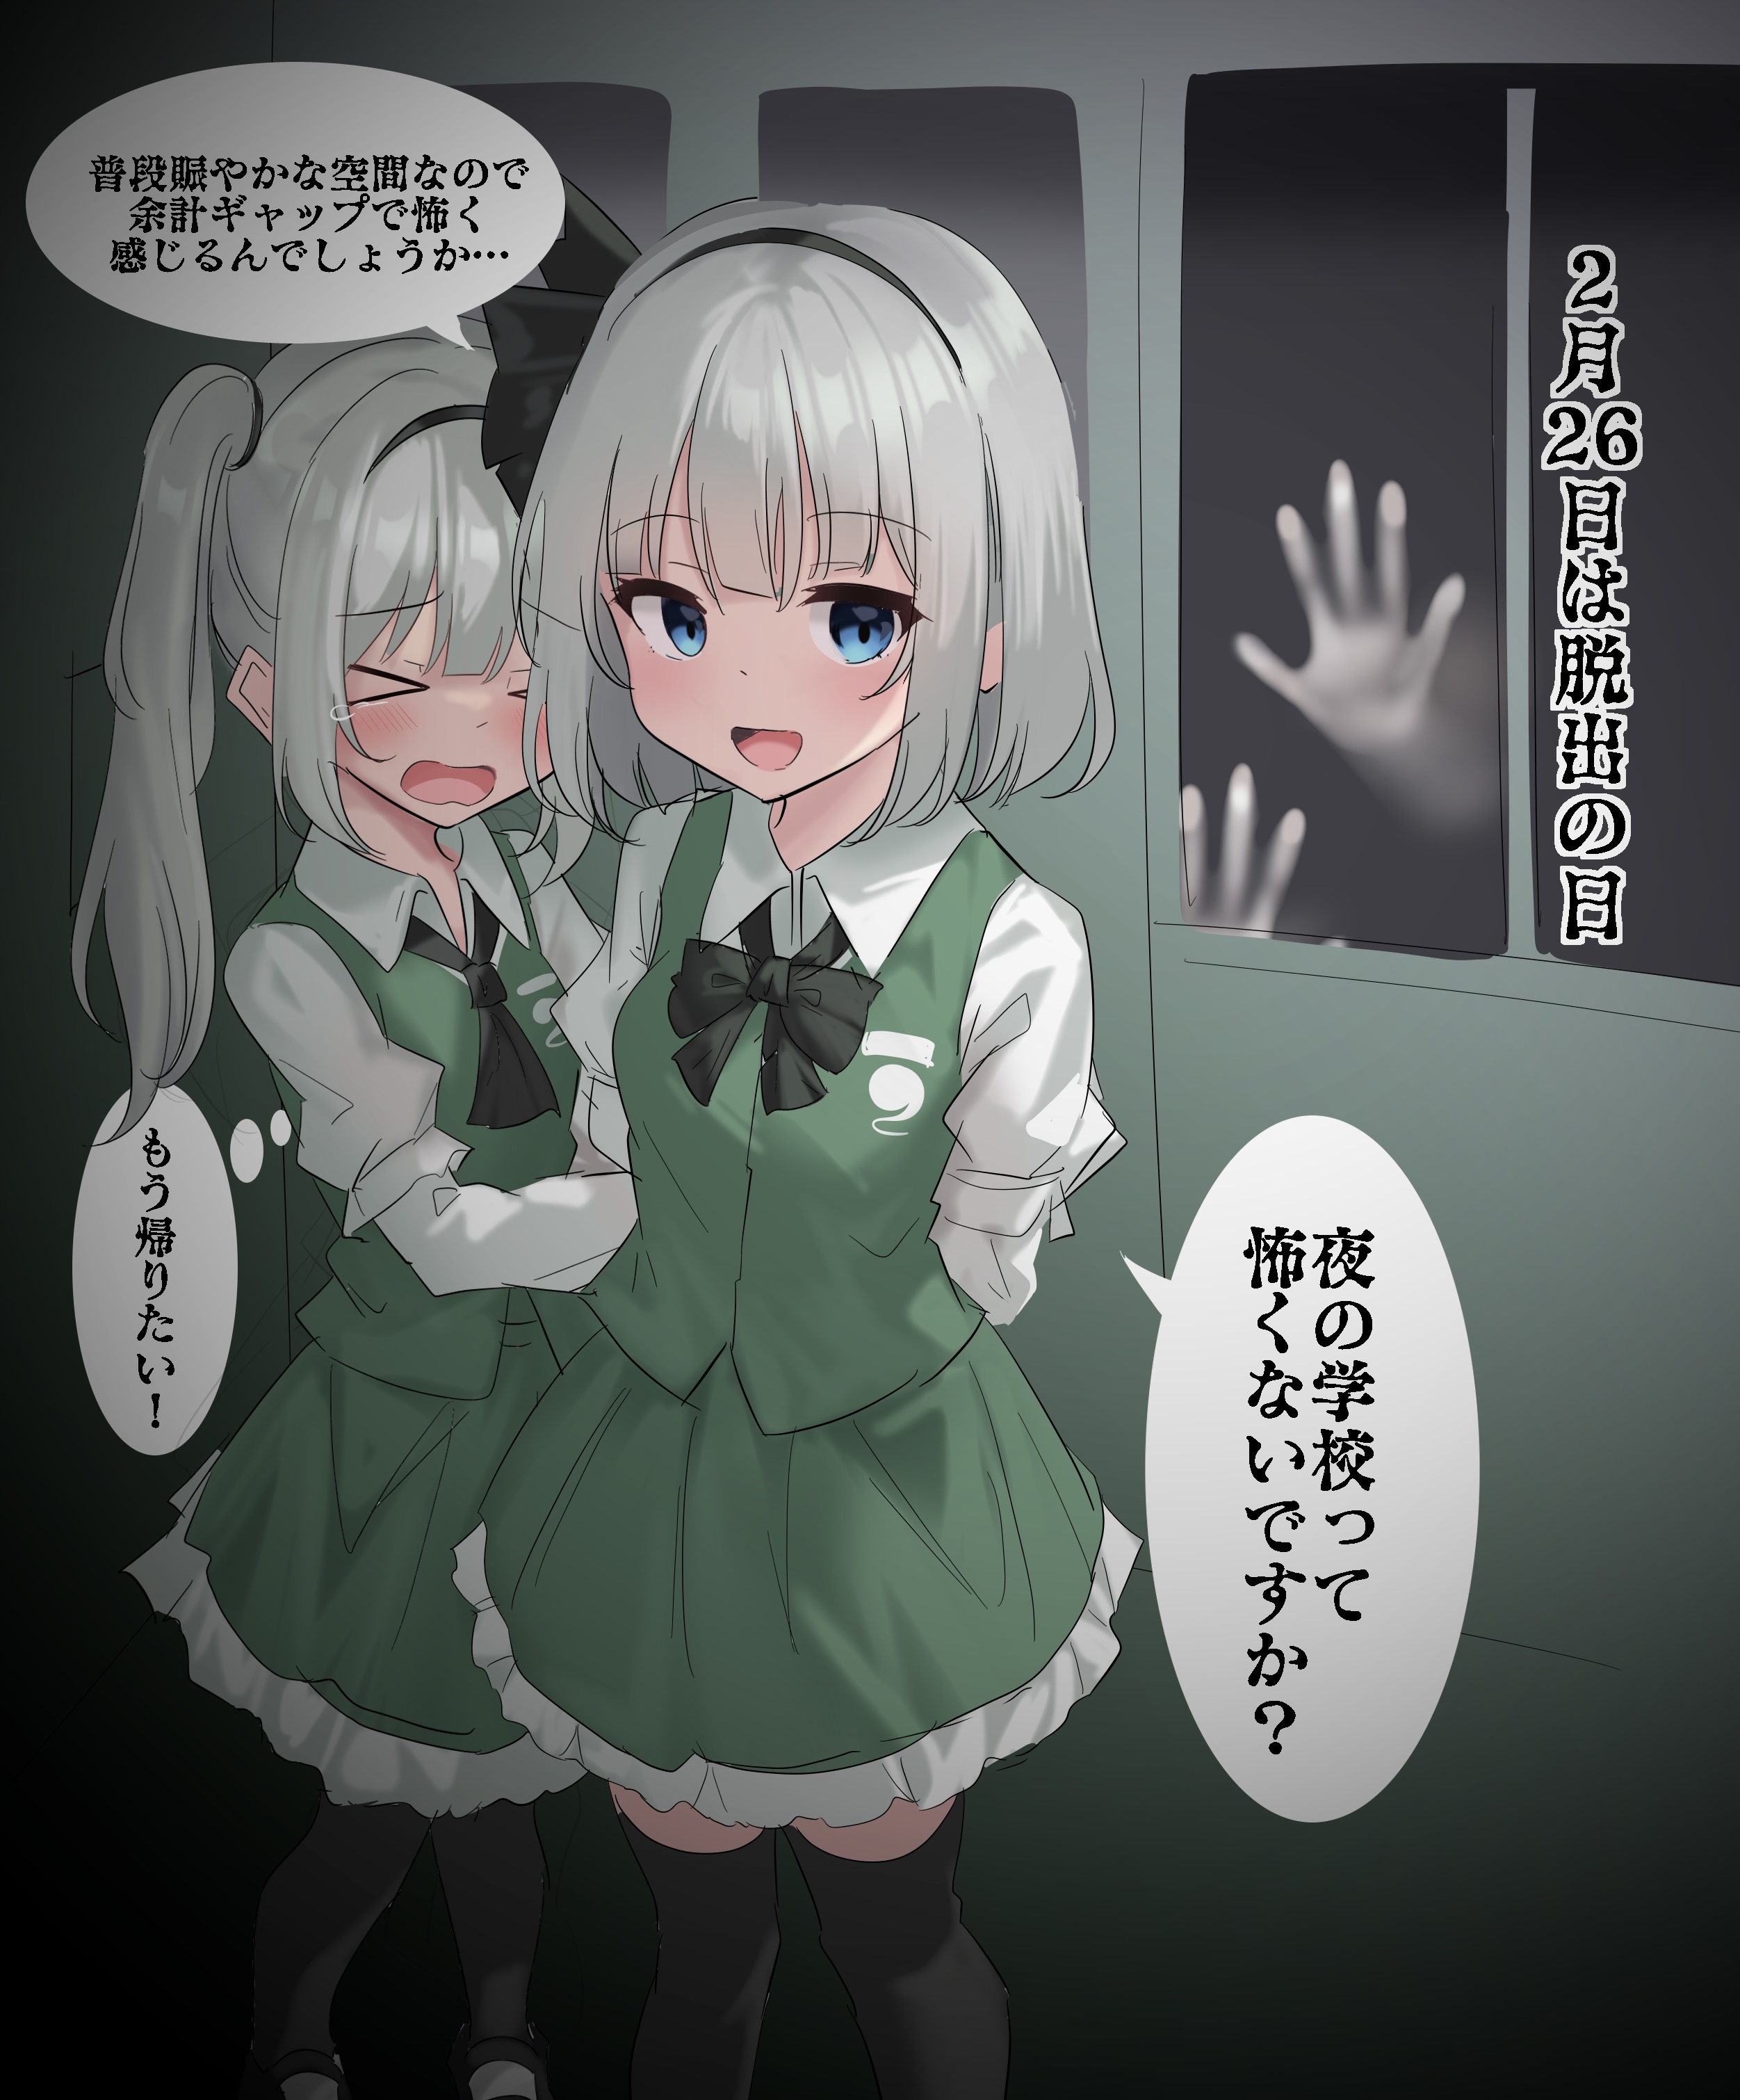 2月26日は脱出の日
夜の学校って
怖くないですか？
普段賑やかな空間なので
余計ギャップで怖く
感じるんでしょうか…
もう帰りたい！